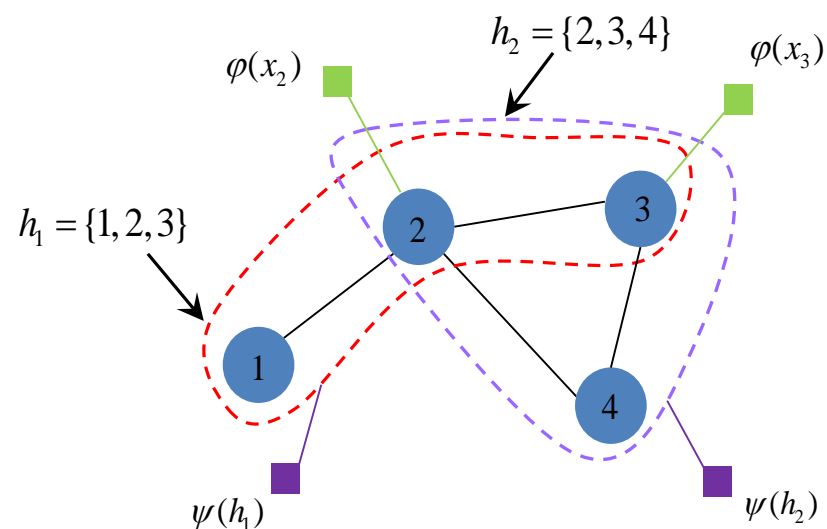 h₂ = {2,3,4}
φ(x₂)
φ(x₃)
h₁ = {1,2,3}
2
3
1
4
ψ(h₁)
ψ(h₂)